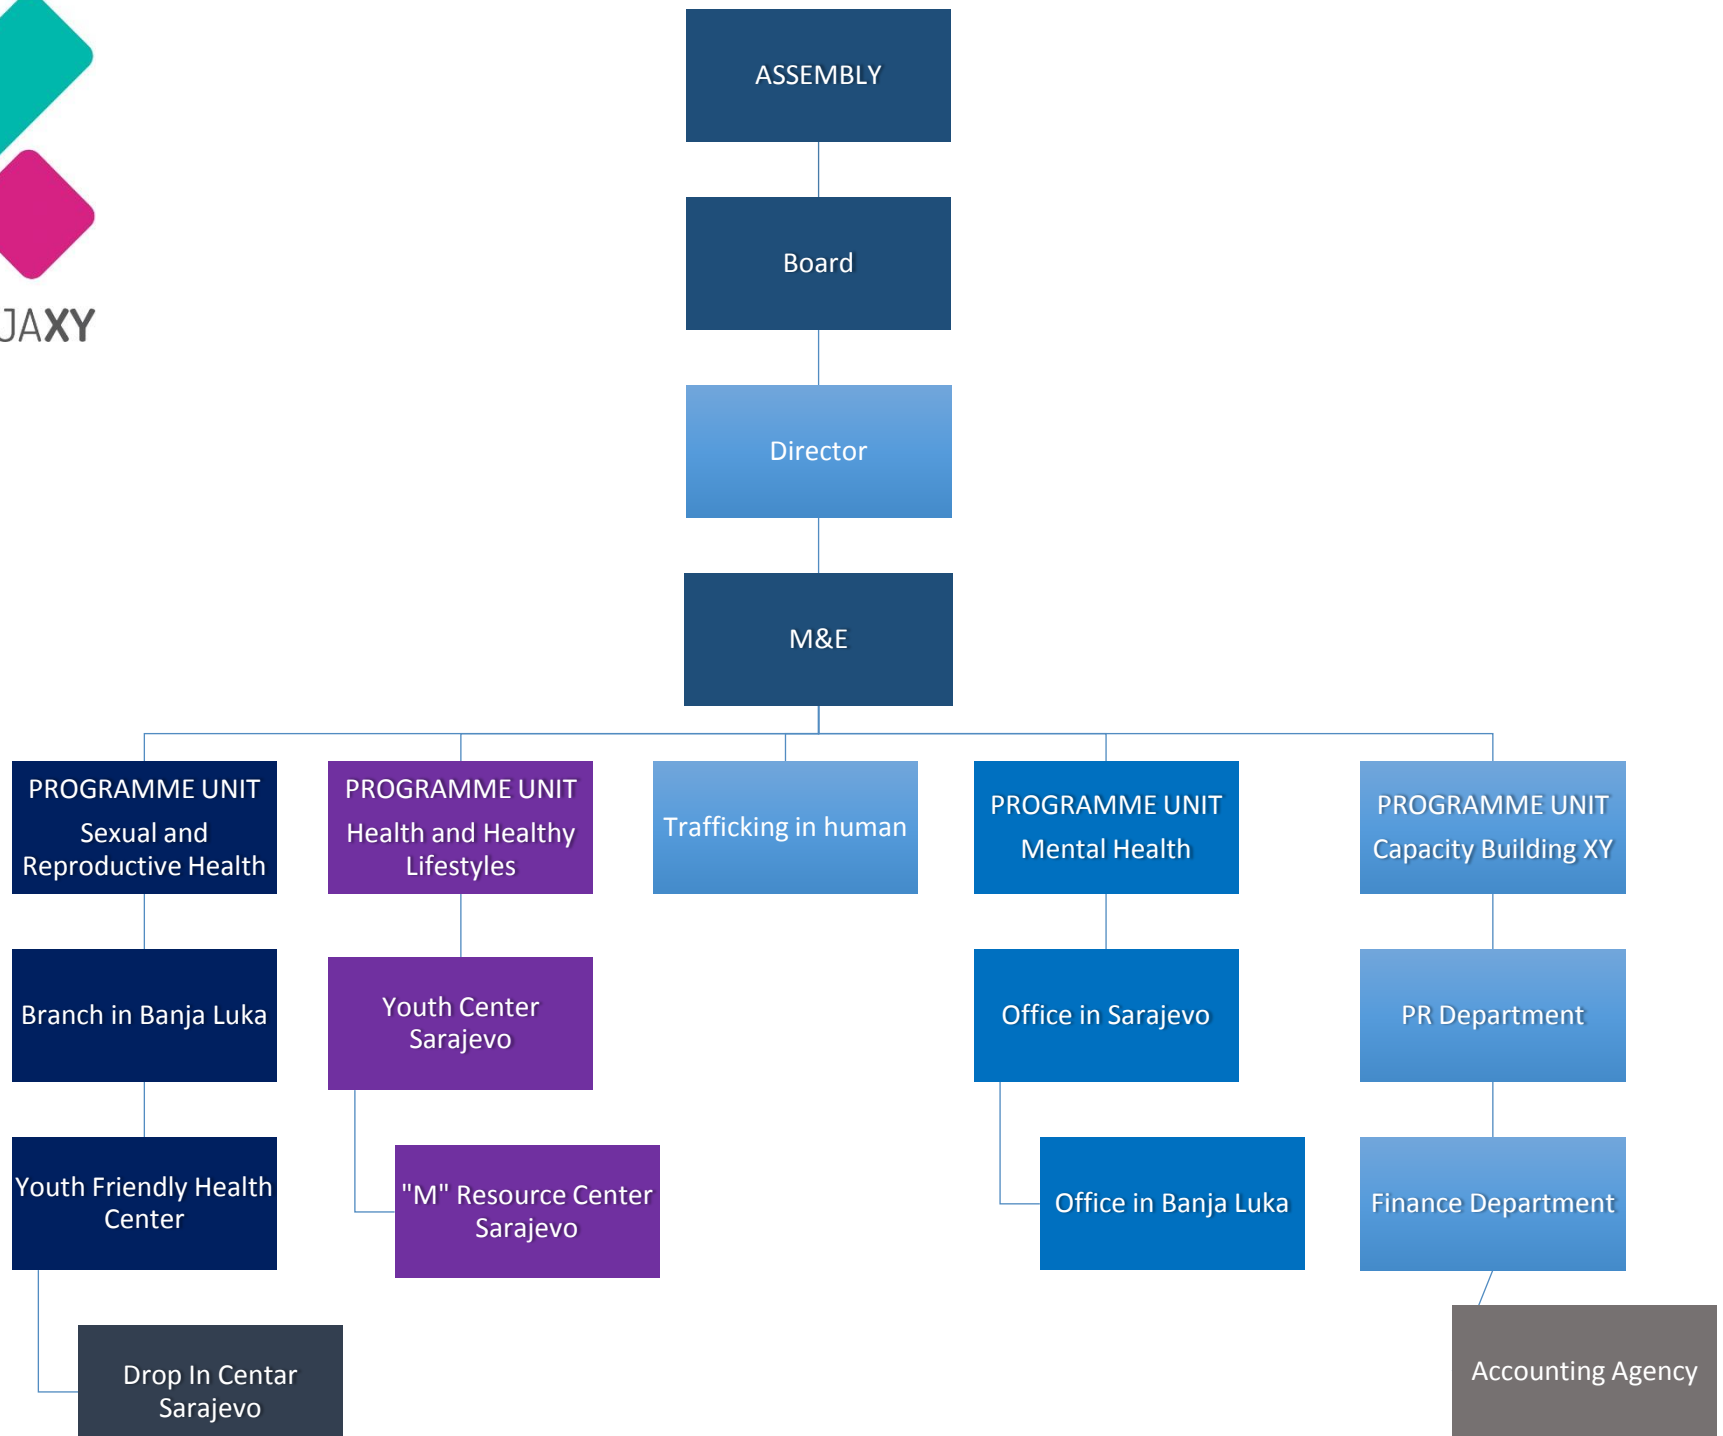 JAXY
ASSEMBLY
Board
Director
M&E
PROGRAMME UNIT
Sexual and
Reproductive Health
PROGRAMME UNIT
Health and Healthy
Lifestyles
Trafficking in human
PROGRAMME UNIT
Mental Health
PROGRAMME UNIT
Capacity Building XY
Branch in Banja Luka
Youth Center
Sarajevo
Office in Sarajevo
PR Department
Youth Friendly Health
Center
"M" Resource Center
Sarajevo
Office in Banja Luka
Finance Department
Drop In Centar
Sarajevo
Accounting Agency